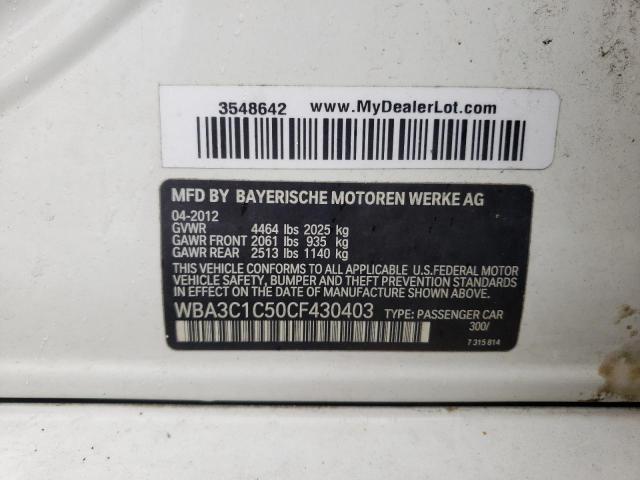 3548642 www.MyDealerLot.com
MFD BY BAYERISCHE MOTOREN WERKE AG
04-2012
GVWR 4464 lbs 2025 kg
GAWR FRONT 2061 lbs 935 kg
GAWR REAR 2513 lbs 1140 kg
THIS VEHICLE CONFORMS TO ALL APPLICABLE U.S.FEDERAL MOTOR
VEHICLE SAFETY, BUMPER, AND THEFT PREVENTION STANDARDS
IN EFFECT ON THE DATE OF MANUFACTURE SHOWN ABOVE.
WBA3C1C50CF430403 TYPE: PASSENGER CAR
300/
7 315 814